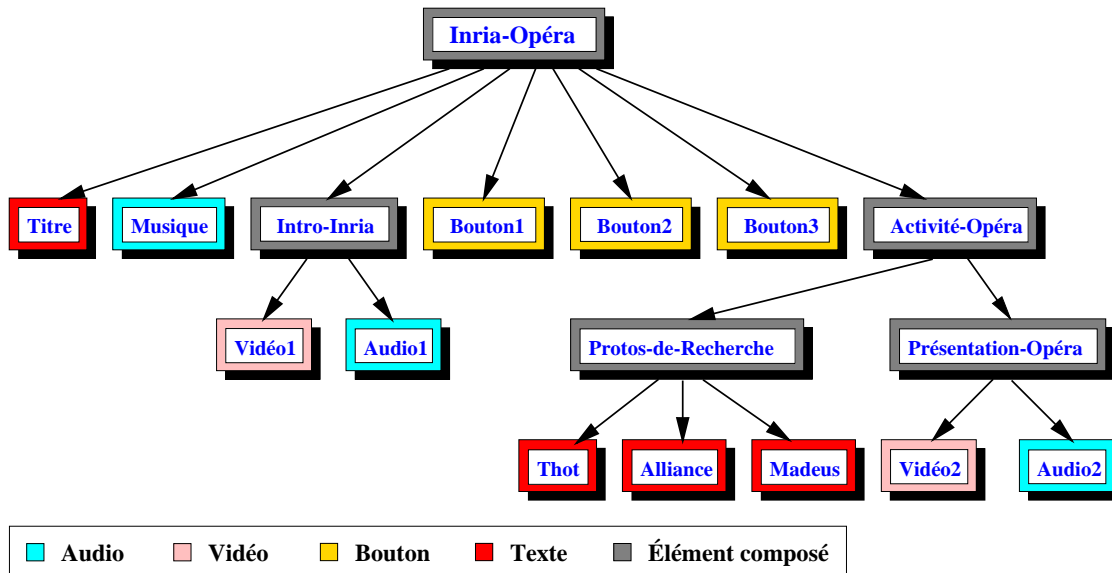 Inria-Opéra
Titre
Musique
Intro-Inria
Bouton1
Bouton2
Bouton3
Activité-Opéra
Vidéo1
Audio1
Protos-de-Recherche
Présentation-Opéra
Thot
Alliance
Madeus
Vidéo2
Audio2
Audio
Vidéo
Bouton
Texte
Élément composé